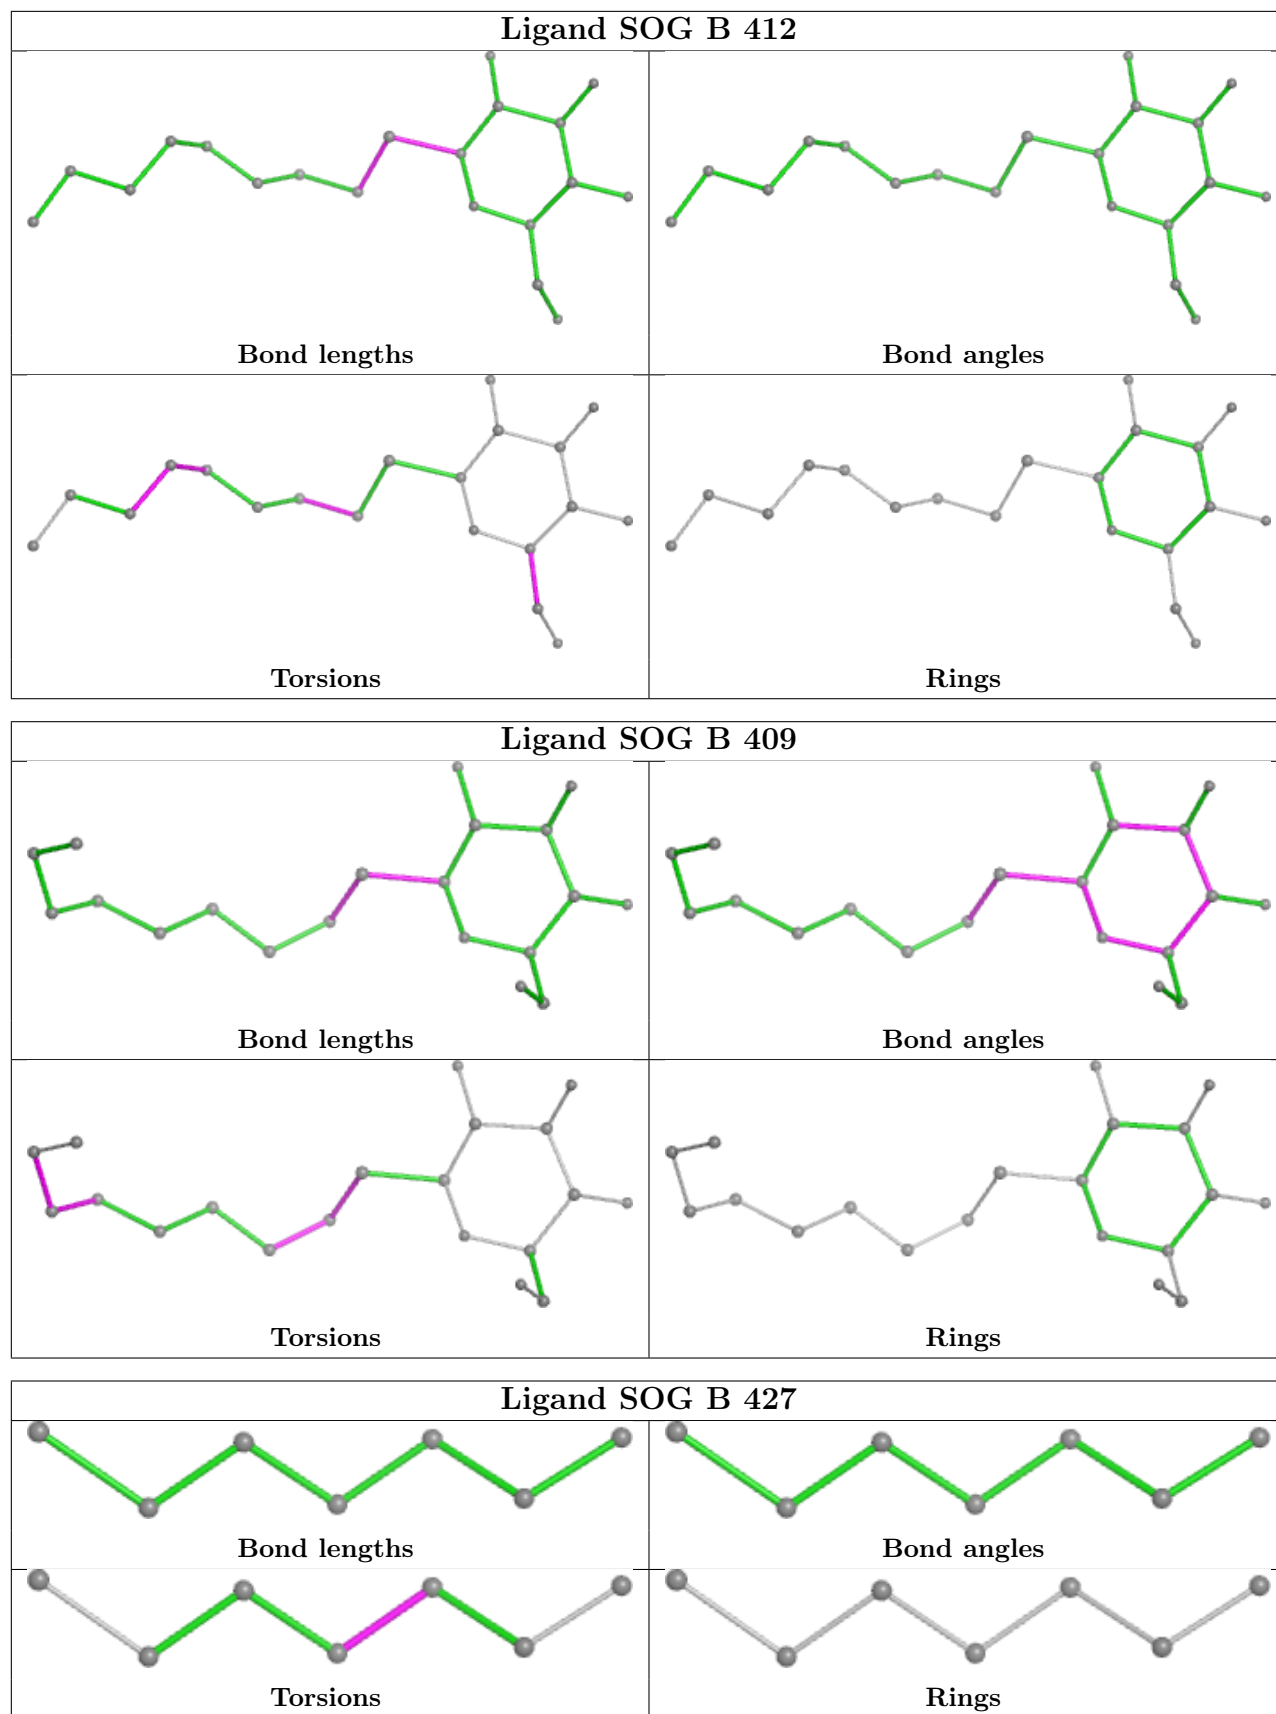 Ligand SOG B 412
Bond lengths
Bond angles
Torsions
Rings
Ligand SOG B 409
Bond lengths
Bond angles
Torsions
Rings
Ligand SOG B 427
Bond lengths
Bond angles
Torsions
Rings